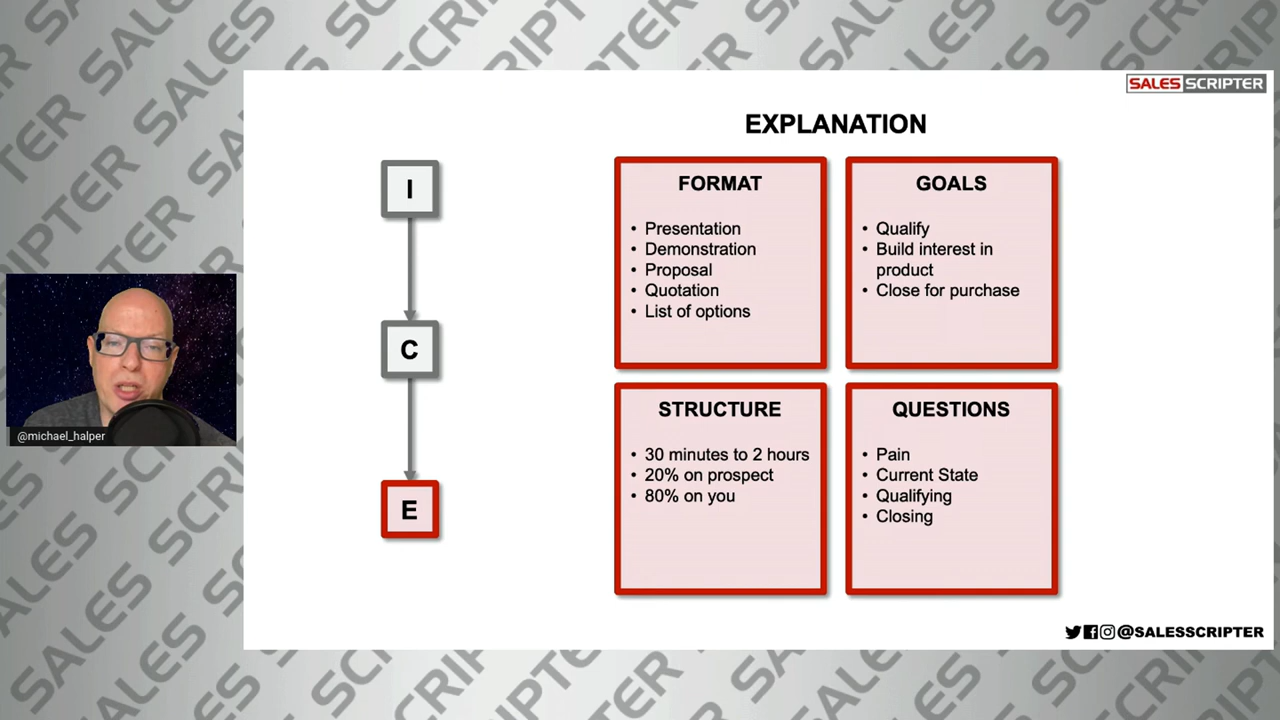 SALES SCRIPTER
EXPLANATION
I
C
E
FORMAT
• Presentation
• Demonstration
• Proposal
• Quotation
• List of options
GOALS
• Qualify
• Build interest in
product
• Close for purchase
STRUCTURE
• 30 minutes to 2 hours
• 20% on prospect
• 80% on you
QUESTIONS
• Pain
• Current State
• Qualifying
• Closing
@michael_halper
@SALESSCRIPTER